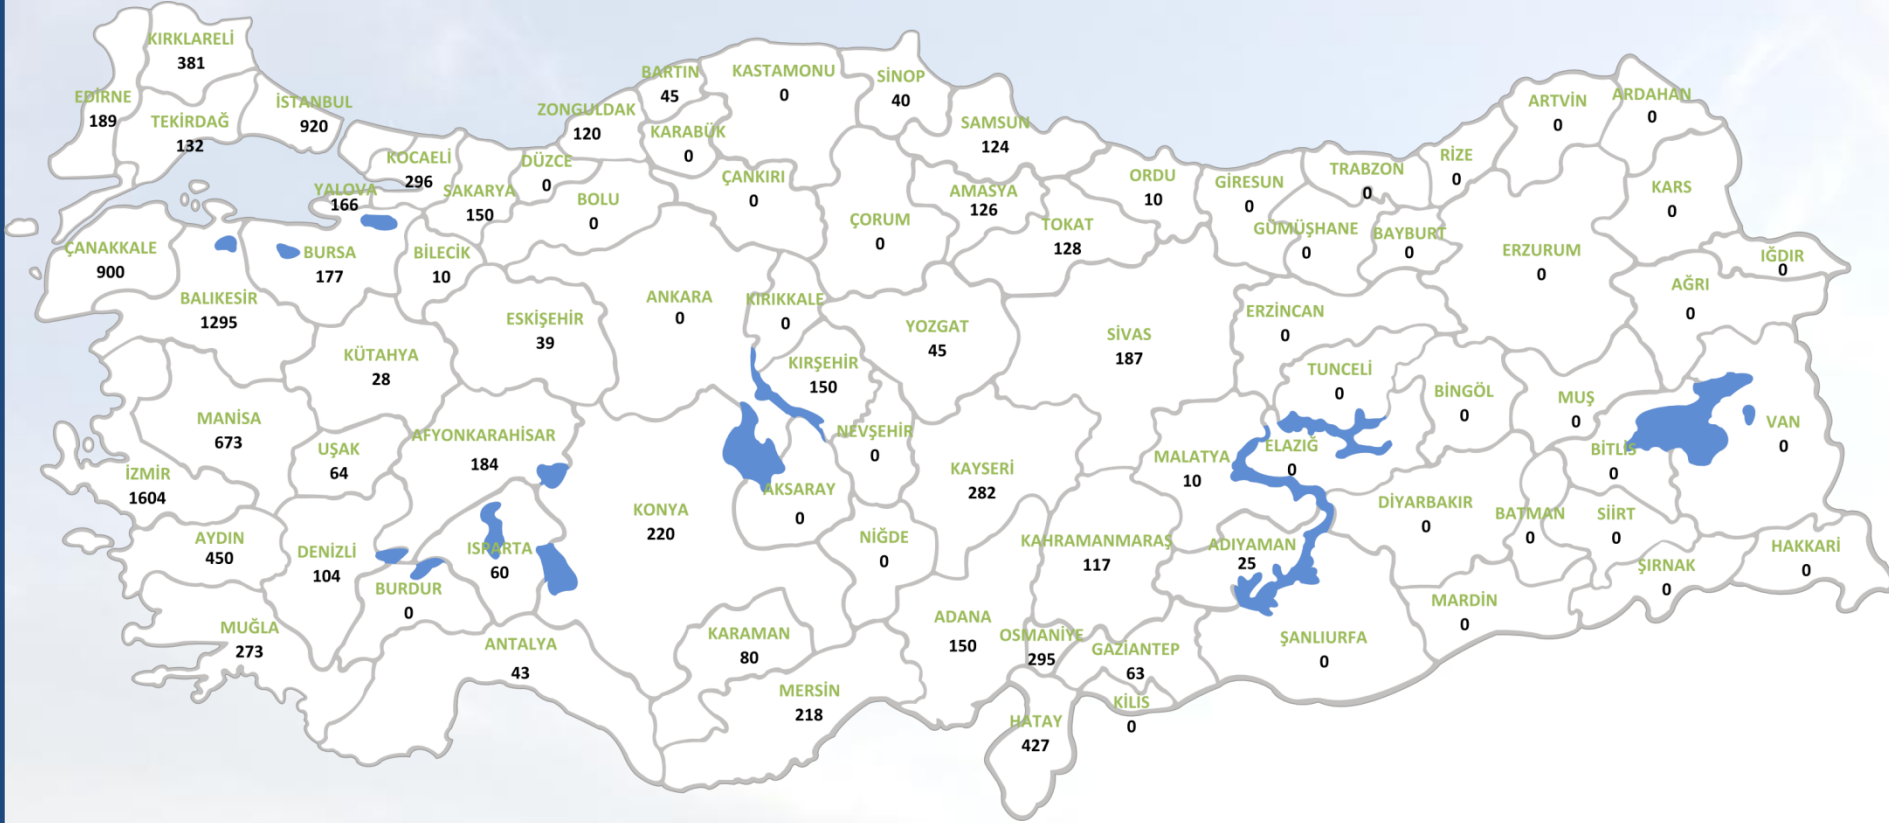 KIRKLARELİ
381
EDİRNE
189
TEKİRDAĞ
132
İSTANBUL
920
KOCAELİ
296
YALOVA
166
SAKARYA
150
DÜZCE
0
ZONGULDAK
120
BARTIN
45
KARABÜK
0
KASTAMONU
0
SİNOP
40
SAMSUN
124
ÇANKIRI
0
BOLU
0
ÇORUM
0
AMASYA
126
TOKAT
128
ORDU
10
GİRESUN
0
TRABZON
0
RİZE
0
ARTVİN
0
ARDAHAN
0
KARS
0
GÜMÜŞHANE
0
BAYBURT
0
ERZURUM
0
IĞDIR
0
AĞRI
0
ÇANAKKALE
900
BALIKESİR
1295
BURSA
177
BİLECİK
10
ESKİŞEHİR
39
ANKARA
0
KIRIKKALE
0
YOZGAT
45
SİVAS
187
ERZİNCAN
0
KÜTAHYA
28
KIRŞEHİR
150
TUNCELİ
0
BİNGÖL
0
MUŞ
0
VAN
0
BİTLİS
0
MANİSA
673
UŞAK
64
AFYONKARAHİSAR
184
NEVŞEHİR
0
KAYSERİ
282
MALATYA
10
ELAZIĞ
0
İZMİR
1604
AKSARAY
0
KONYA
220
DİYARBAKIR
0
BATMAN
0
SİİRT
0
AYDIN
450
DENİZLİ
104
ISPARTA
60
NİĞDE
0
KAHRAMANMARAŞ
117
ADIYAMAN
25
ŞIRNAK
0
HAKKARİ
0
BURDUR
0
MARDİN
0
MUĞLA
273
ANTALYA
43
KARAMAN
80
ADANA
150
OSMANİYE
295
GAZİANTEP
63
ŞANLIURFA
0
MERSİN
218
KİLİS
0
HATAY
427